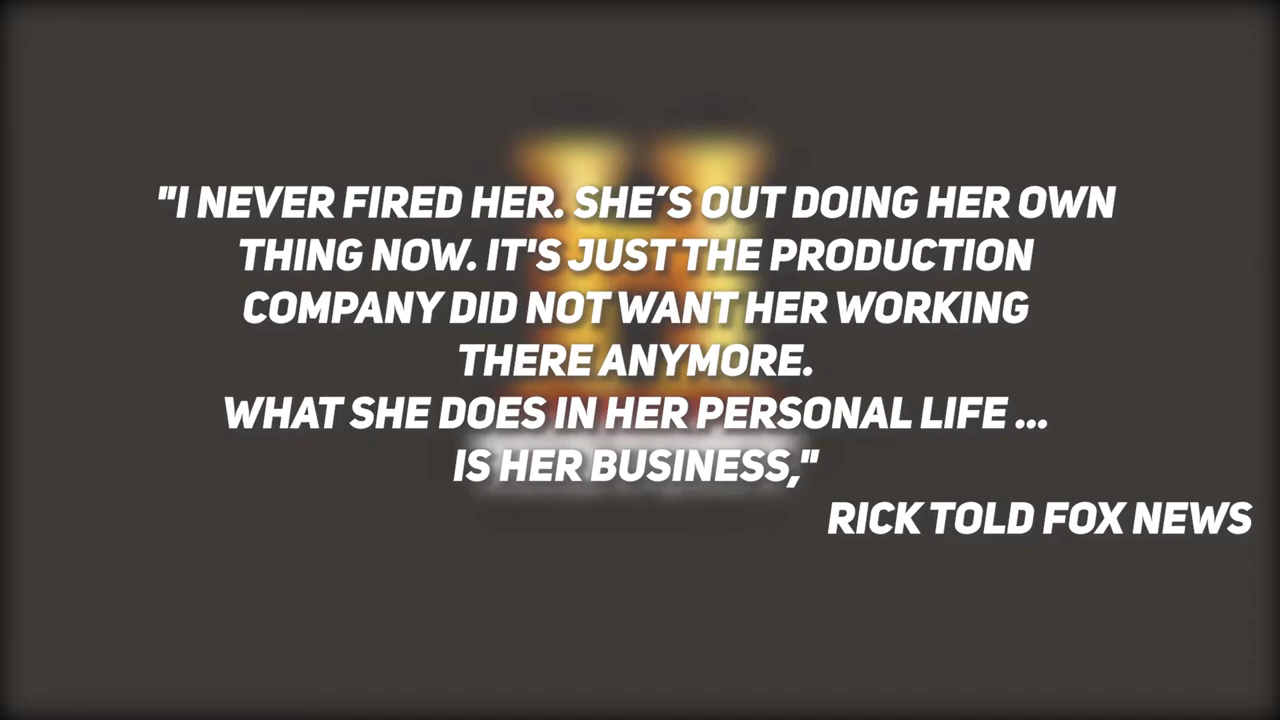 "I NEVER FIRED HER. SHE’S OUT DOING HER OWN
THING NOW. IT'S JUST THE PRODUCTION
COMPANY DID NOT WANT HER WORKING
THERE ANYMORE.
WHAT SHE DOES IN HER PERSONAL LIFE ...
IS HER BUSINESS,"
RICK TOLD FOX NEWS